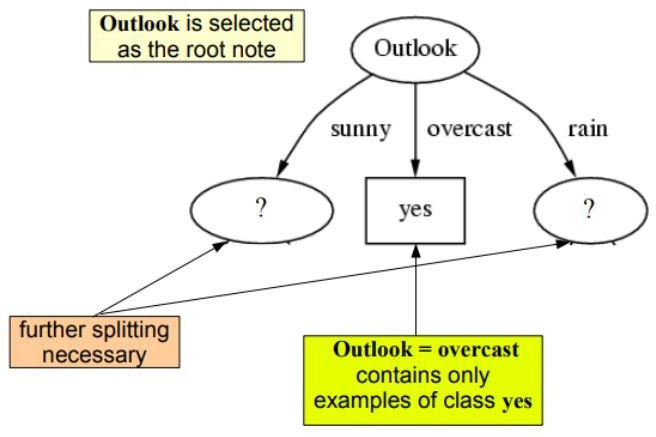 Outlook is selected
as the root note
Outlook
sunny
overcast
rain
?
yes
?
further splitting
necessary
Outlook = overcast
contains only
examples of class yes